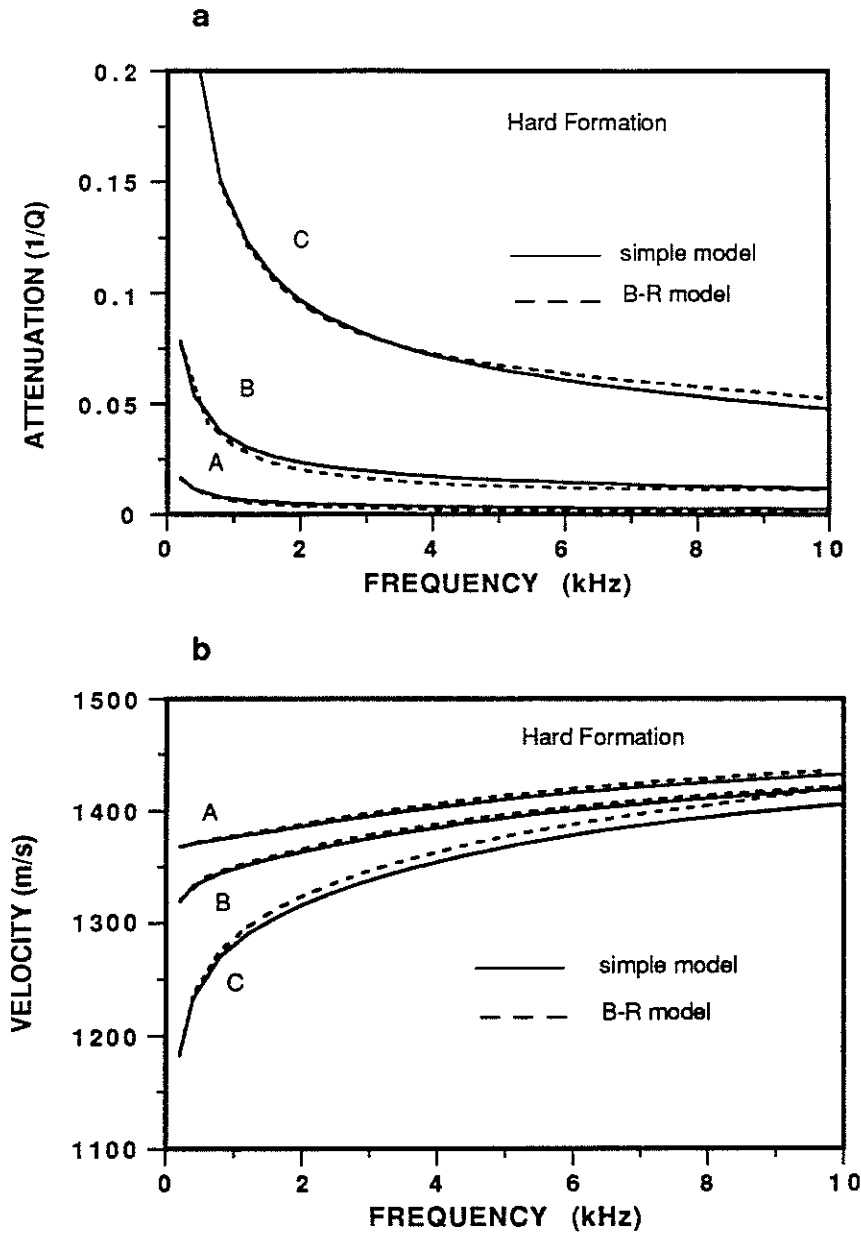 a
0.2
0.15
0.1
0.05
0
ATTENUATION (1/Q)
Hard Formation
C
simple model
B-R model
B
A
0 2 4 6 8 10
FREQUENCY (kHz)
b
1500
1400
1300
1200
1100
VELOCITY (m/s)
Hard Formation
A
B
C
simple model
B-R model
0 2 4 6 8 10
FREQUENCY (kHz)